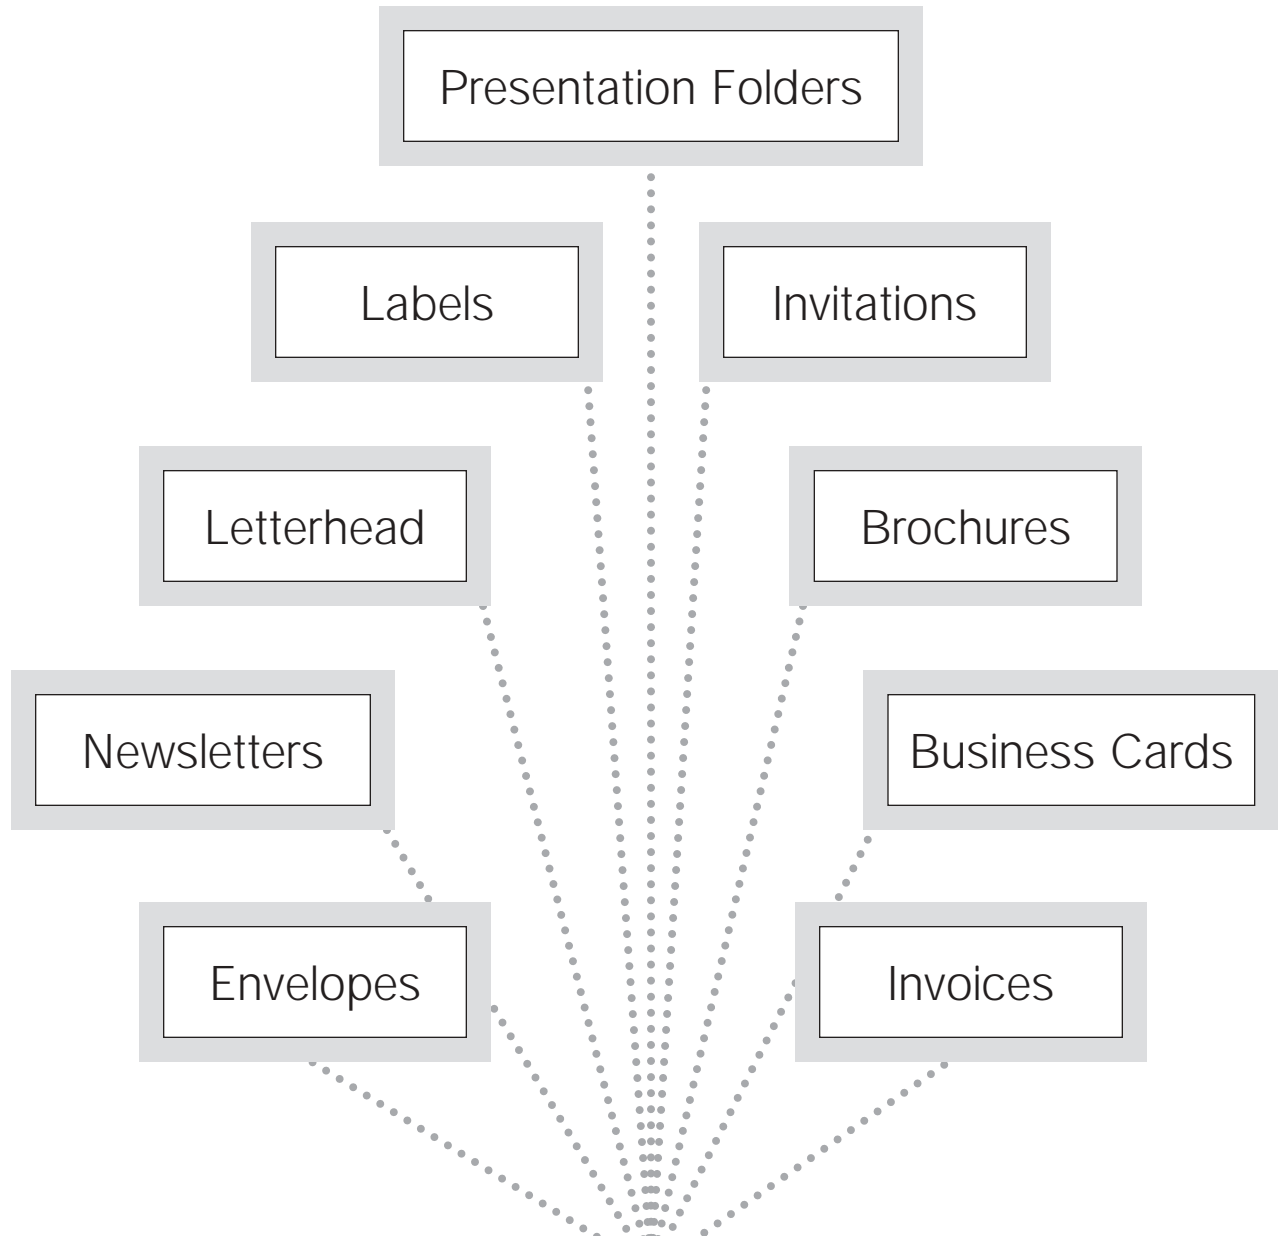 Presentation Folders
Labels
Invitations
Letterhead
Brochures
Newsletters
Business Cards
Envelopes
Invoices